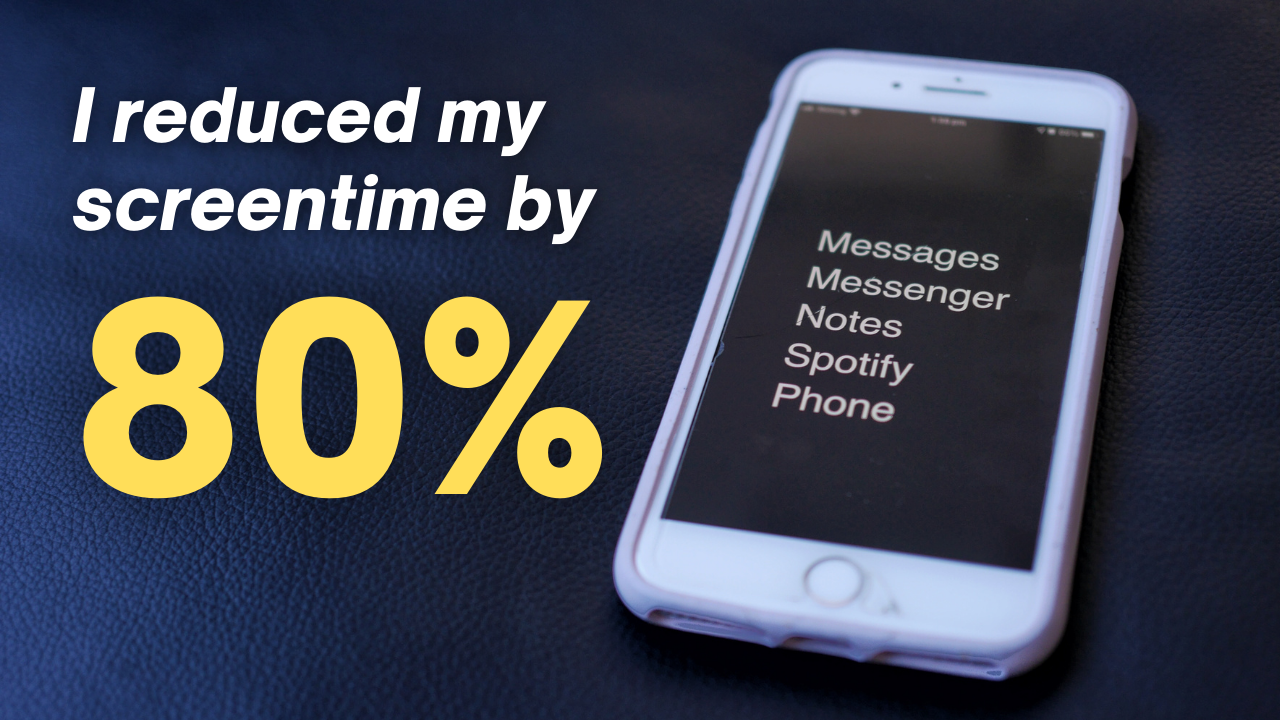 I reduced my
screentime by
80%
Messages
Messenger
Notes
Spotify
Phone